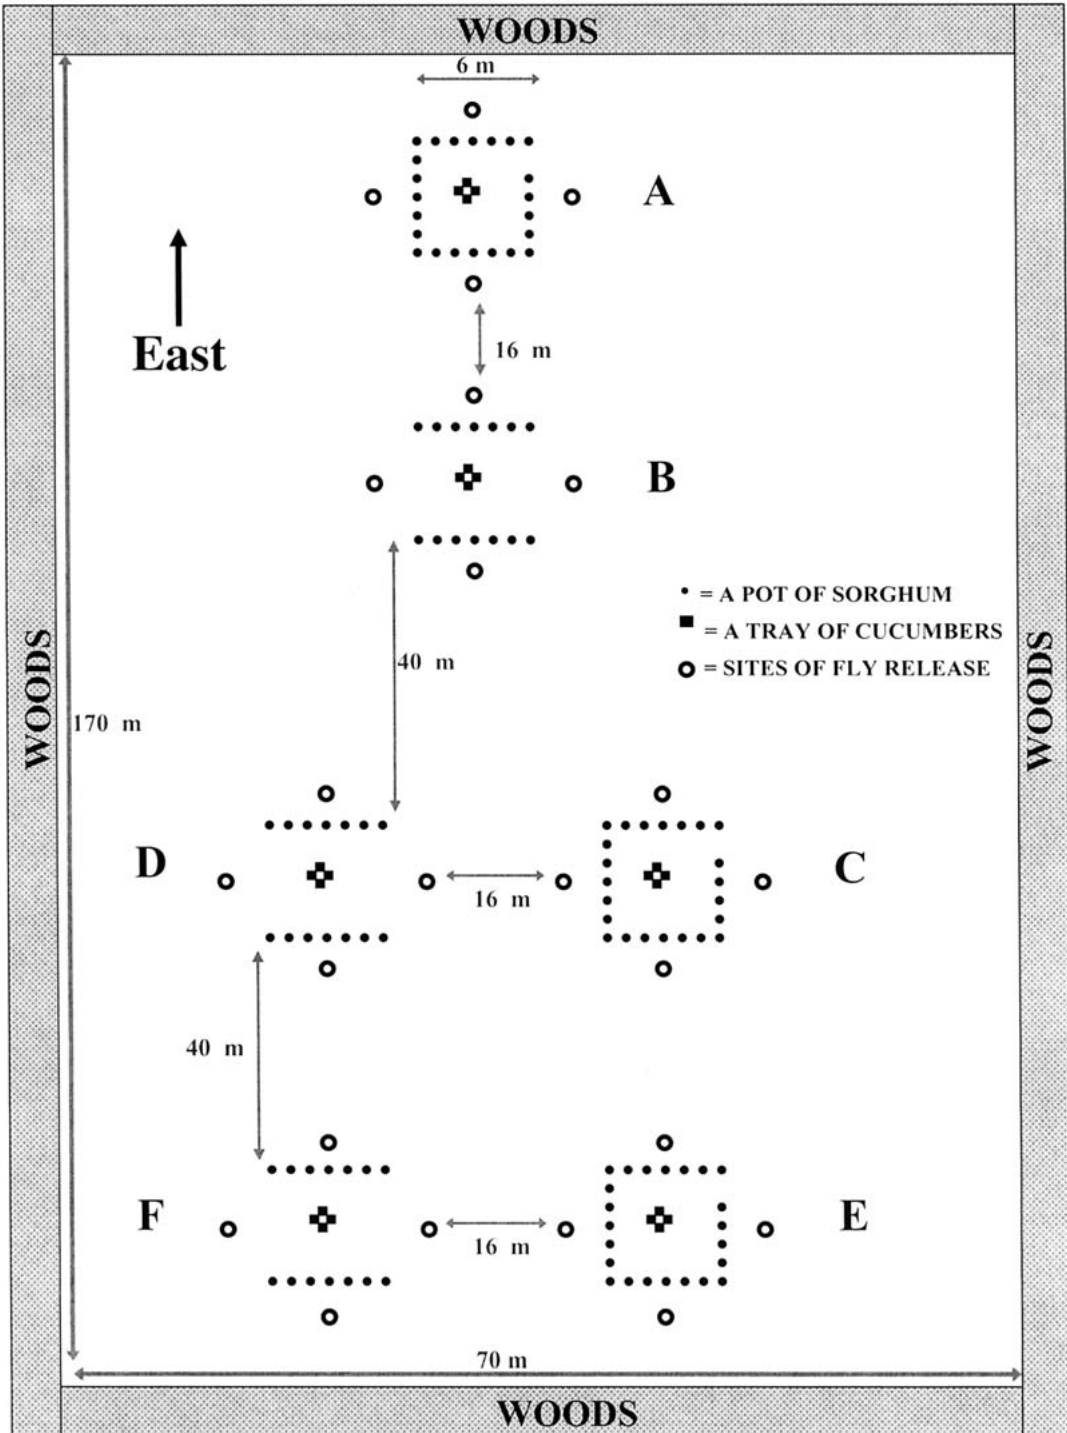 WOODS
6 m
A
East
16 m
B
• = A POT OF SORGHUM
■ = A TRAY OF CUCUMBERS
= SITES OF FLY RELEASE
40 m
WOODS
WOODS
170 m
D
C
16 m
40 m
F
E
16 m
70 m
WOODS